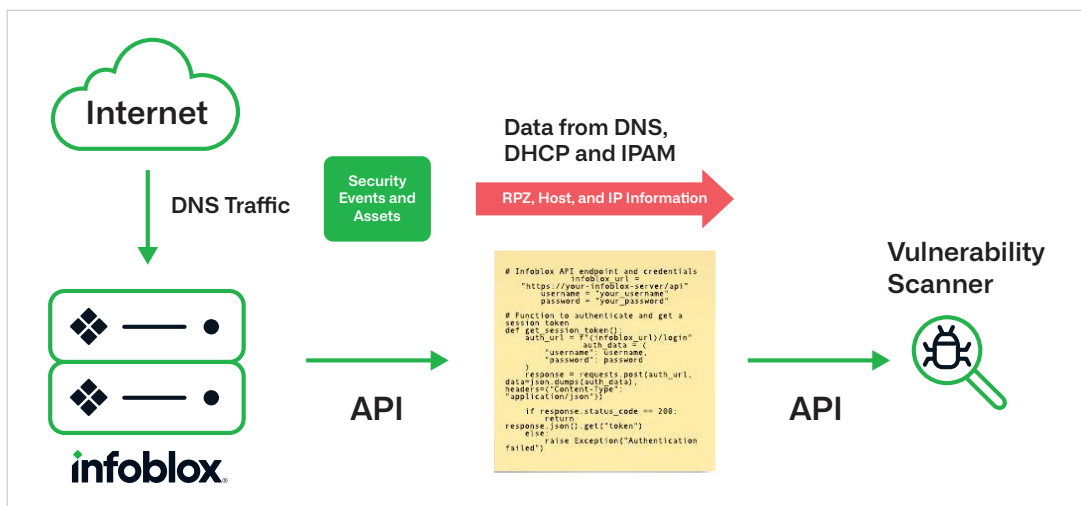 Internet
DNS Traffic
Security
Events and
Assets
Data from DNS,
DHCP and IPAM
RPZ, Host, and IP Information
# Infoblox API endpoint and credentials
infoblox_url =
"https://your-infoblox-server/api"
username = "your_username"
password = "your_password"
# Function to authenticate and get a
session token
def get_session_token():
auth_url = f"(infoblox_url)/login"
auth_data = (
"username": username,
"password": password
)
response = requests.post(auth_url,
data=json.dumps(auth_data),
headers=("Content-Type":
"application/json"))
if response.status_code == 200:
return
response.json().get("token")
else:
raise Exception("Authentication
failed")
Vulnerability
Scanner
API
API
infoblox®